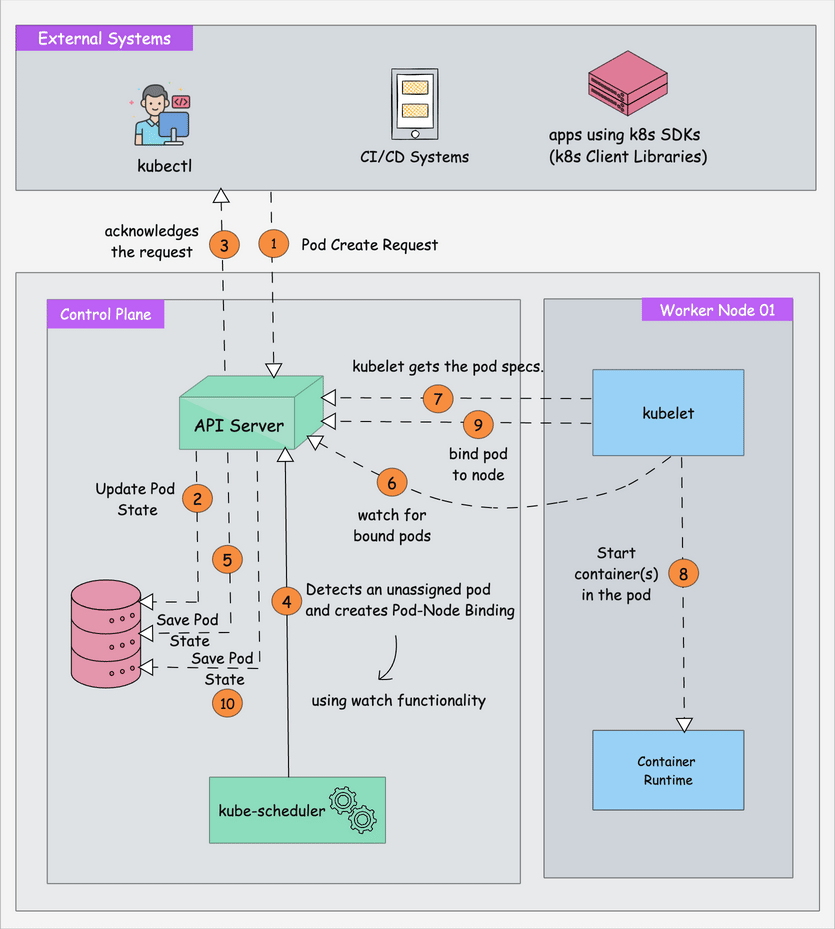 External Systems
kubectl
CI/CD Systems
apps using k8s SDKs
(k8s Client Libraries)
acknowledges
the request
3
1
Pod Create Request
Control Plane
Worker Node 01
kubelet gets the pod specs.
7
API Server
9
bind pod
to node
kubelet
6
watch for
bound pods
Update Pod
State
2
5
Save Pod
State
Save Pod
State
10
4
Detects an unassigned pod
and creates Pod-Node Binding
using watch functionality
Start
container(s)
in the pod
8
kube-scheduler
Container
Runtime